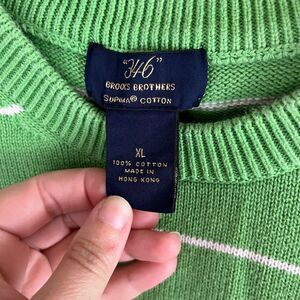 "346"
BROOKS BROTHERS
SUPIMA® COTTON
XL
100% COTTON
MADE IN
HONG KONG